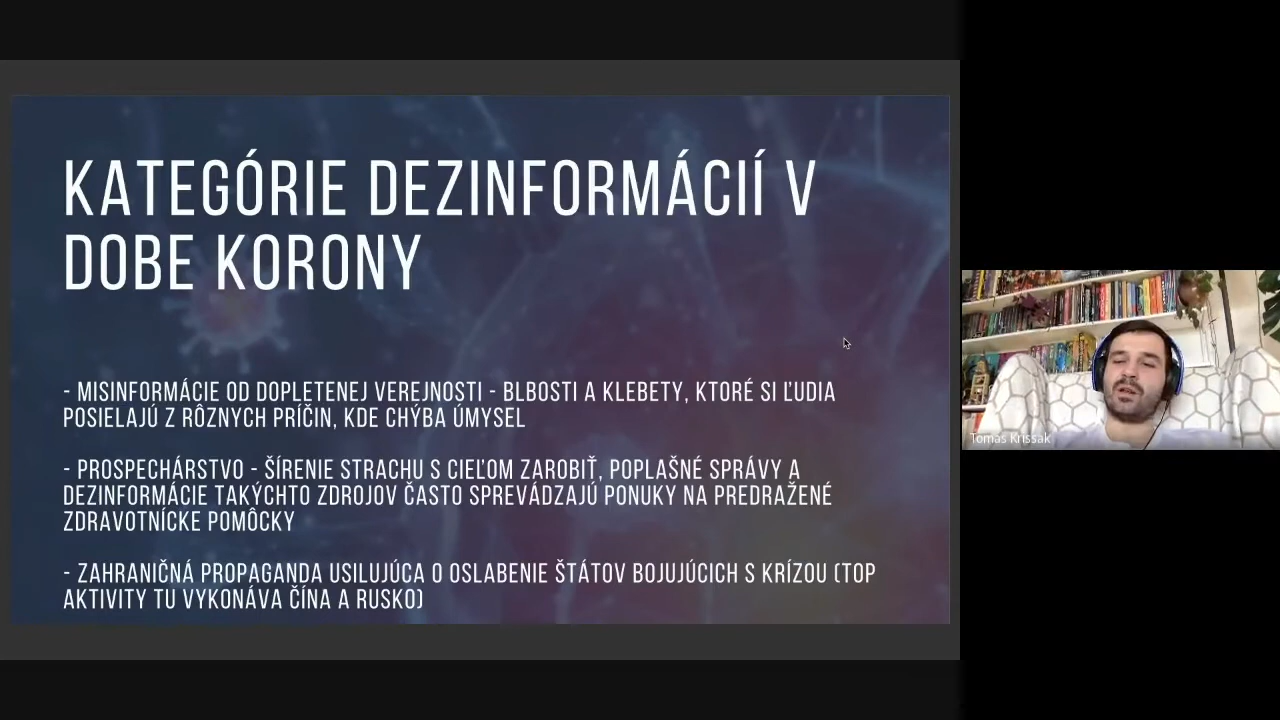 KATEGÓRIE DEZINFORMÁCIÍ V
DOBE KORONY
- MISINFORMÁCIE OD DOPLETENEJ VEREJNOSTI - BLBOSTI A KLEBETY, KTORÉ SI ĽUDIA
POSIELAJÚ Z RÔZNYCH PRÍČIN, KDE CHÝBA ÚMYSEL
- PROSPECHÁRSTVO - ŠÍRENIE STRACHU S CIEĽOM ZAROBIŤ, POPLAŠNÉ SPRÁVY A
DEZINFORMÁCIE TAKÝCHTO ZDROJOV ČASTO SPREVÁDZAJÚ PONUKY NA PREDRAŽENÉ
ZDRAVOTNÍCKE POMÔCKY
- ZAHRANIČNÁ PROPAGANDA USILUJÚCA O OSLABENIE ŠTÁTOV BOJUJÚCICH S KRÍZOU (TOP
AKTIVITY TU VYKONÁVA ČÍNA A RUSKO)
Tomas Krissak